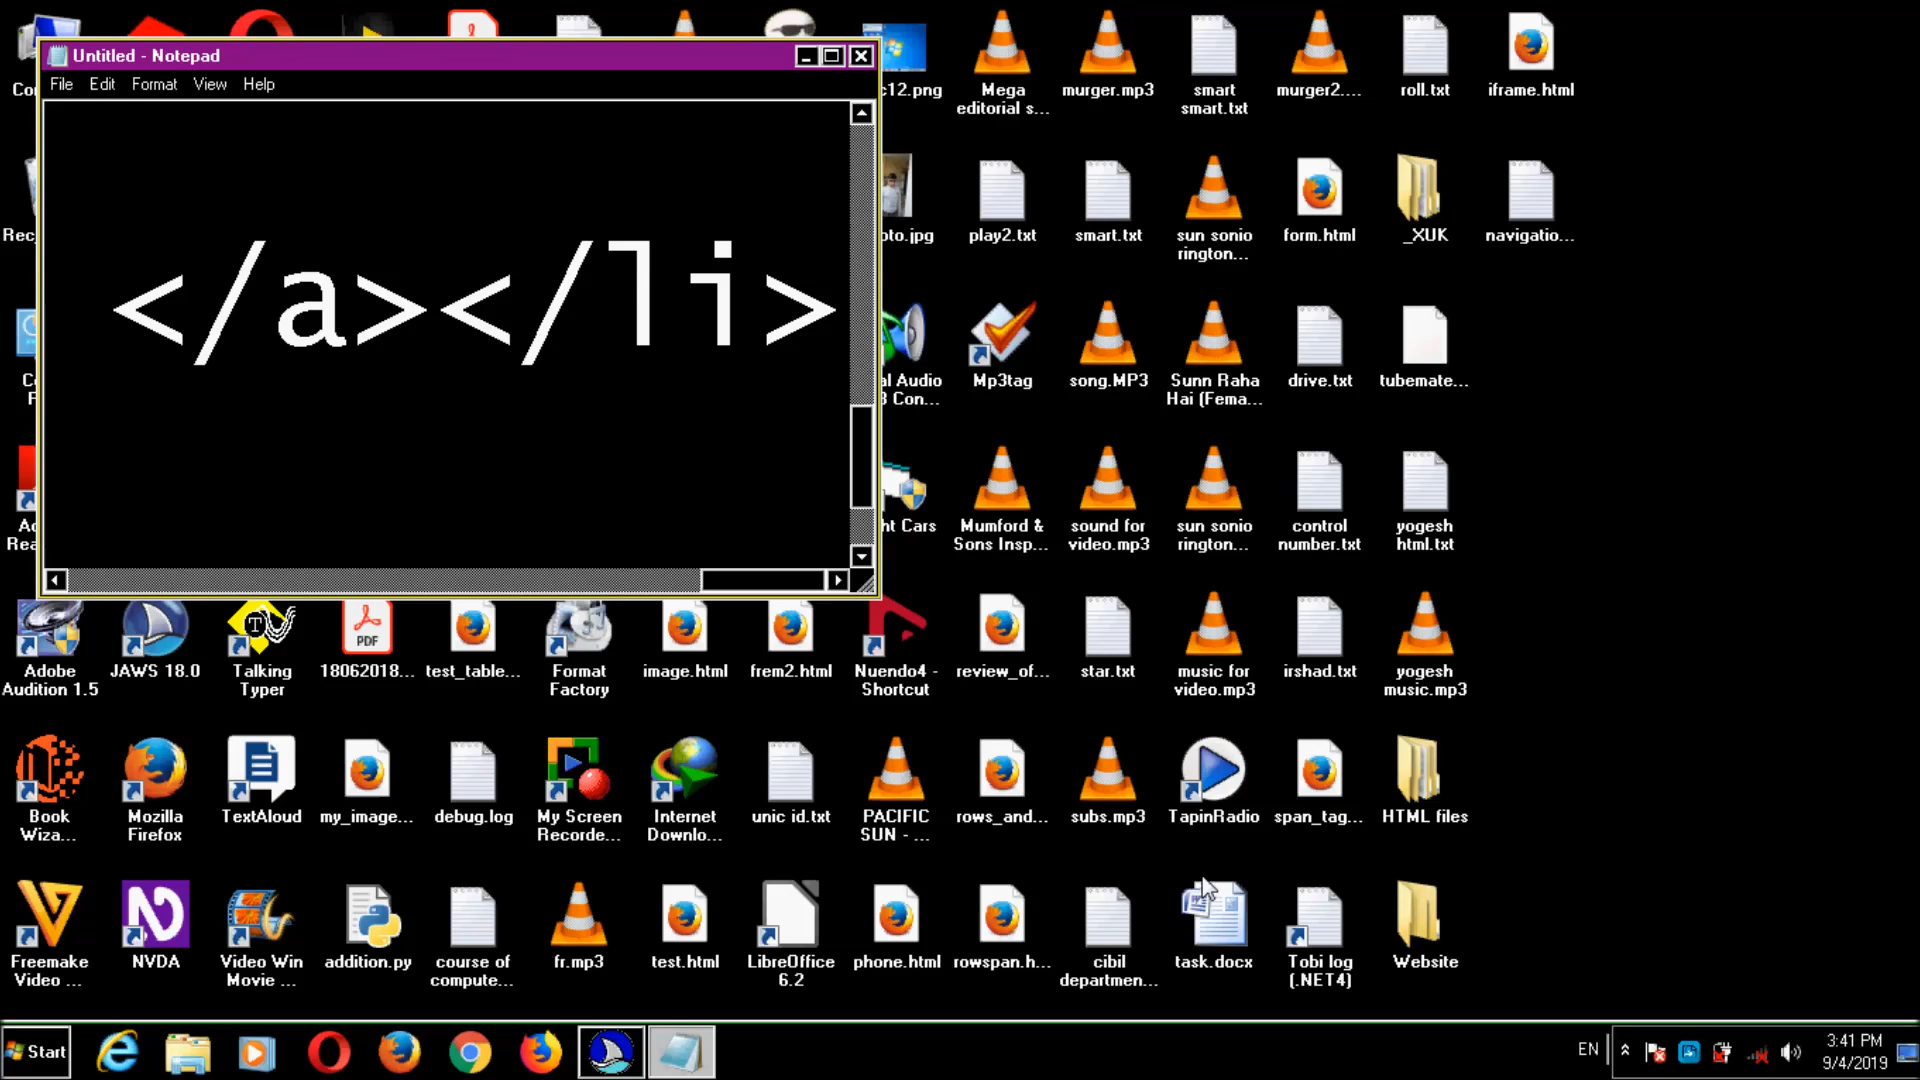 Untitled - Notepad
File Edit Format View Help
</a></li>
c12.png
Mega
editorial s...
murger.mp3
smart
smart.txt
murger2....
roll.txt
iframe.html
oto.jpg
play2.txt
smart.txt
sun sonio
rington...
form.html
_XUK
navigatio...
al Audio
3 Con...
Mp3tag
song.MP3
Sunn Raha
Hai (Fema...
drive.txt
tubemate...
ht Cars
Mumford &
Sons Insp...
sound for
video.mp3
sun sonio
rington...
control
number.txt
yogesh
html.txt
Adobe
Audition 1.5
JAWS 18.0
Talking
Typer
PDF
18062018...
test_table...
Format
Factory
image.html
frem2.html
Nuendo4 -
Shortcut
review_of...
star.txt
music for
video.mp3
irshad.txt
yogesh
music.mp3
Book
Wiza...
Mozilla
Firefox
TextAloud
my_image...
debug.log
My Screen
Recorde...
Internet
Downlo...
unic id.txt
PACIFIC
SUN - ...
rows_and...
subs.mp3
TapinRadio
span_tag...
HTML files
Freemake
Video ...
NVDA
Video Win
Movie ...
addition.py
course of
compute...
fr.mp3
test.html
LibreOffice
6.2
phone.html
rowspan.h...
cibil
departmen...
task.docx
Tobi log
(.NET4)
Website
Start
EN
3:41 PM
9/4/2019